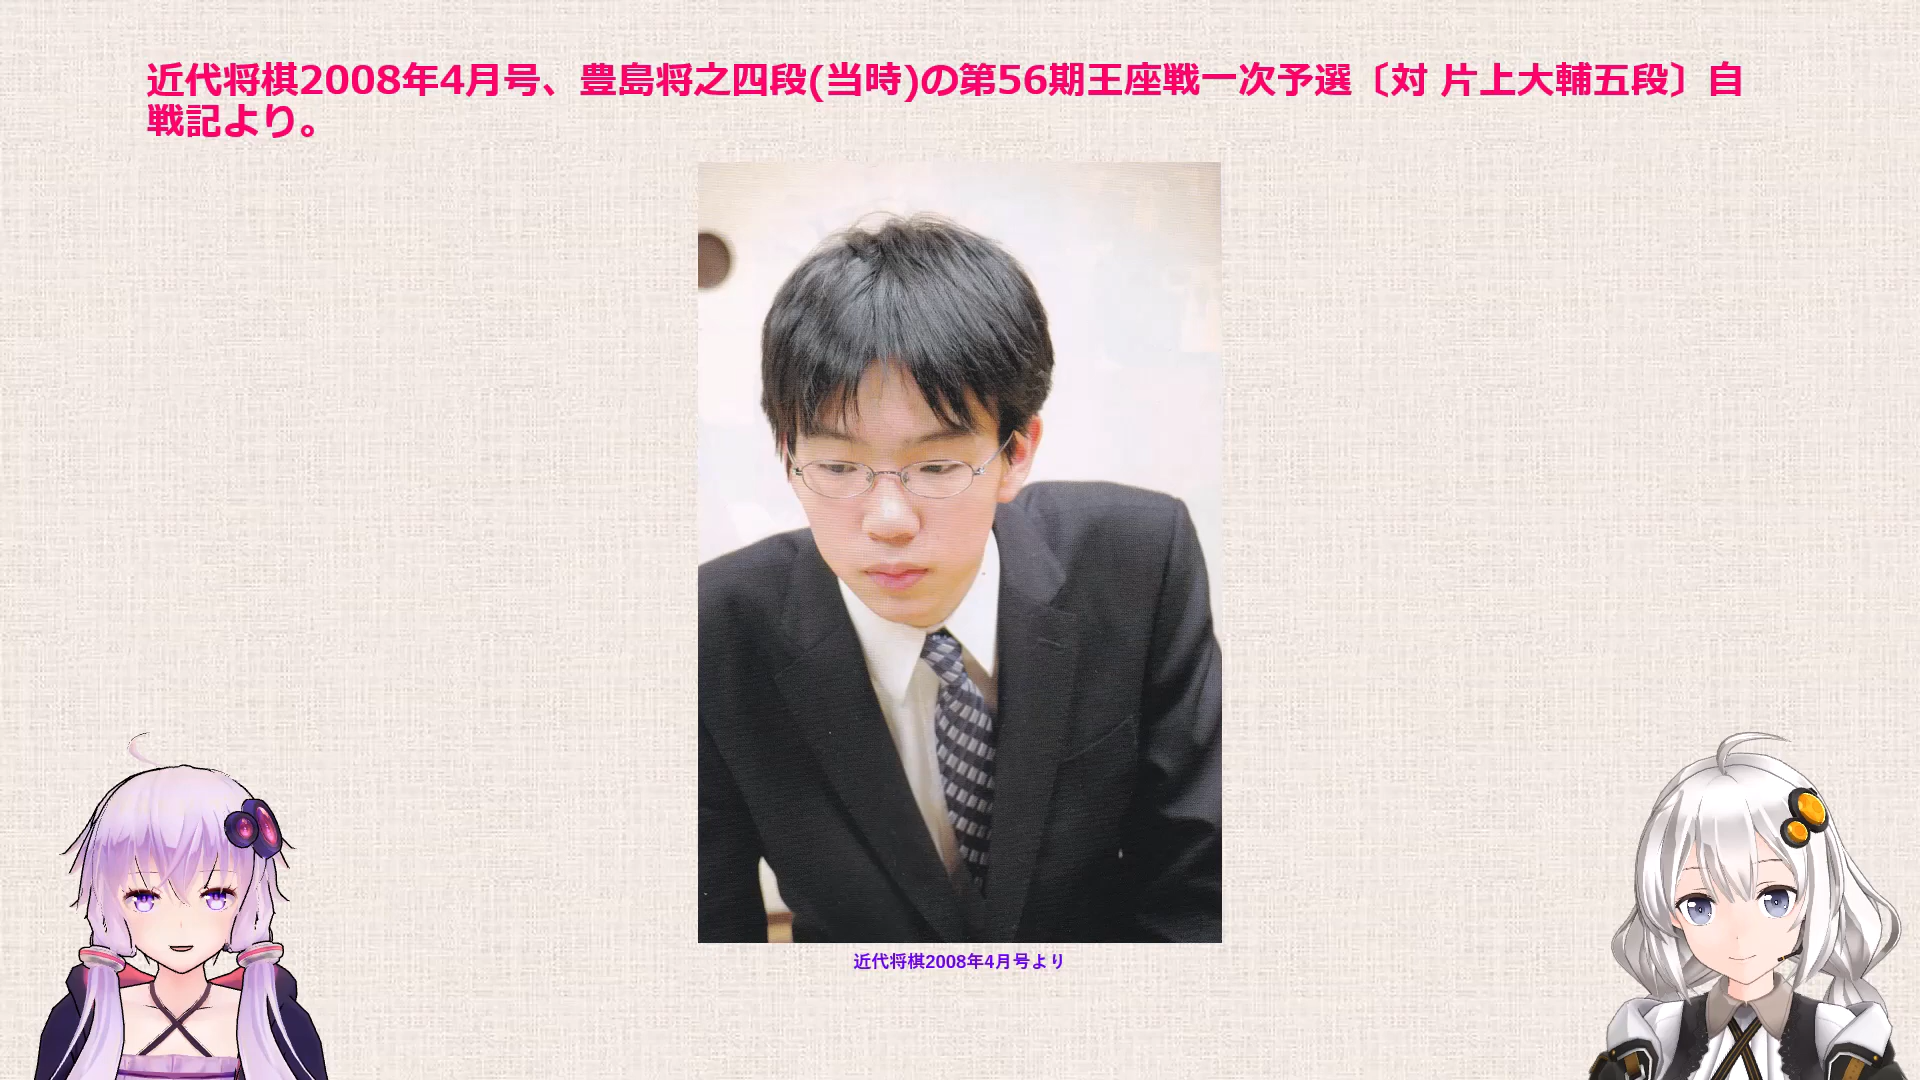 近代将棋2008年4月号、豊島将之四段(当時)の第56期王座戦一次予選〔対 片上大輔五段〕自
戦記より。
近代将棋2008年4月号より